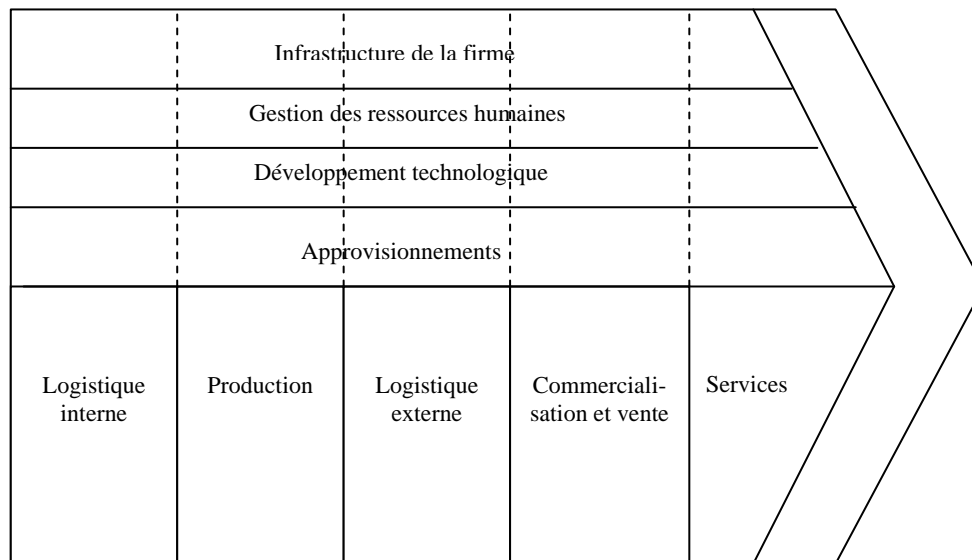 Infrastructure de la firme
Gestion des ressources humaines
Développement technologique
Approvisionnements
Logistique
interne
Production
Logistique
externe
Commerciali-
sation et vente
Services